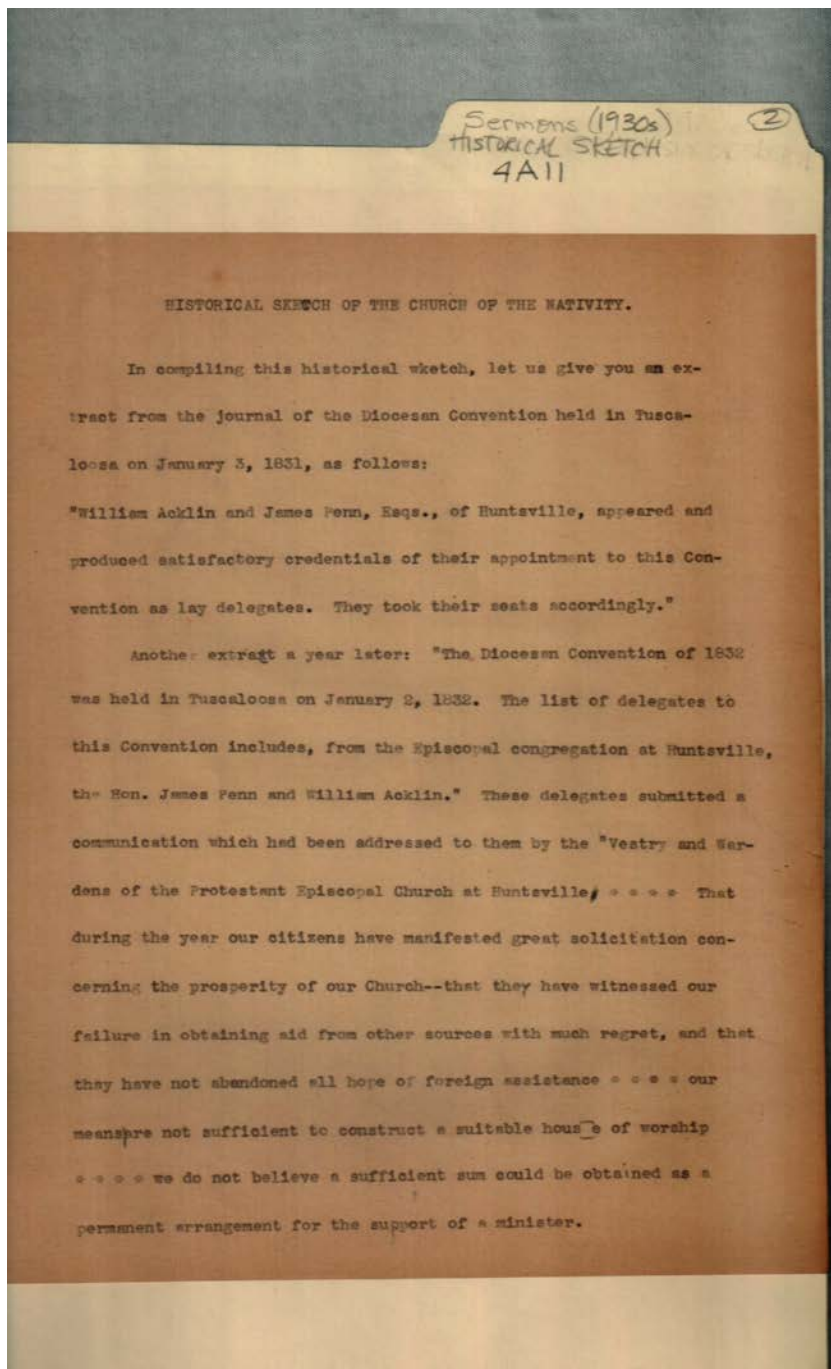 Sermons (1930s) 2
HISTORICAL SKETCH
4A11
HISTORICAL SKETCH OF THE CHURCH OF THE NATIVITY.
In compiling this historical wketch, let us give you an ex-
tract from the journal of the Diocesan Convention held in Tusca-
loosa on January 3, 1831, as follows:
"William Acklin and James Penn, Esqs., of Huntsville, appeared and
produced satisfactory credentials of their appointment to this Con-
vention as lay delegates. They took their seats accordingly."
Another extract a year later: "The Diocesan Convention of 1832
was held in Tuscaloosa on January 2, 1832. The list of delegates to
this Convention includes, from the Episcopal congregation at Huntsville,
the Hon. James Penn and William Acklin." These delegates submitted a
communication which had been addressed to them by the "Vestry and War-
dens of the Protestant Episcopal Church at Huntsville, * * * * That
during the year our citizens have manifested great solicitation con-
cerning the prosperity of our Church--that they have witnessed our
failure in obtaining aid from other sources with much regret, and that
they have not abandoned all hope of foreign assistance * * * * our
means are not sufficient to construct a suitable house of worship
* * * * we do not believe a sufficient sum could be obtained as a
permanent arrangement for the support of a minister.